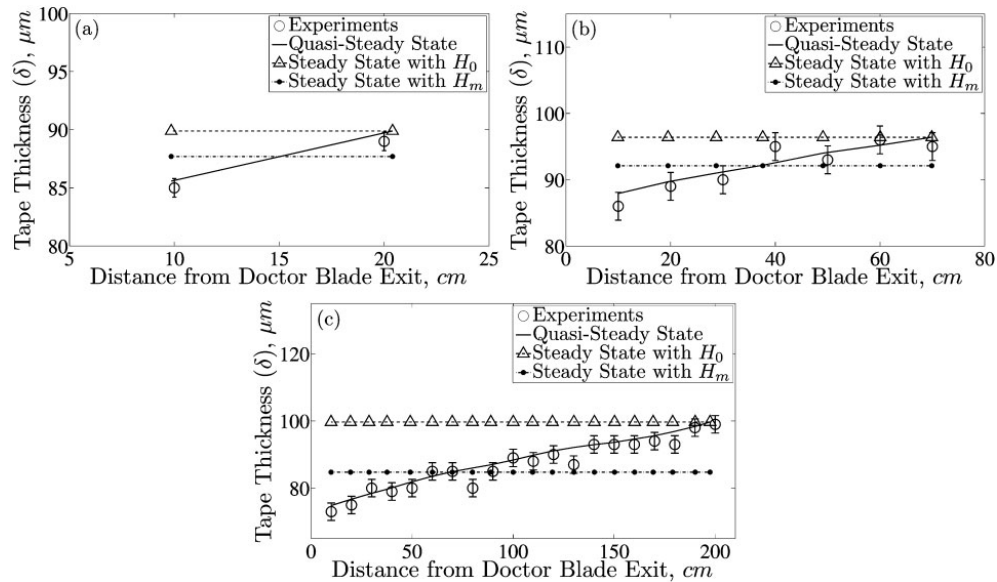 (a)
Experiments
Quasi-Steady State
Steady State with H0
Steady State with Hm
Tape Thickness (δ), μm
100
95
90
85
80
5 10 15 20 25
Distance from Doctor Blade Exit, cm
(b)
Experiments
Quasi-Steady State
Steady State with H0
Steady State with Hm
Tape Thickness (δ), μm
110
100
90
80
0 20 40 60 80
Distance from Doctor Blade Exit, cm
(c)
Experiments
Quasi-Steady State
Steady State with H0
Steady State with Hm
Tape Thickness (δ), μm
120
100
80
0 50 100 150 200
Distance from Doctor Blade Exit, cm